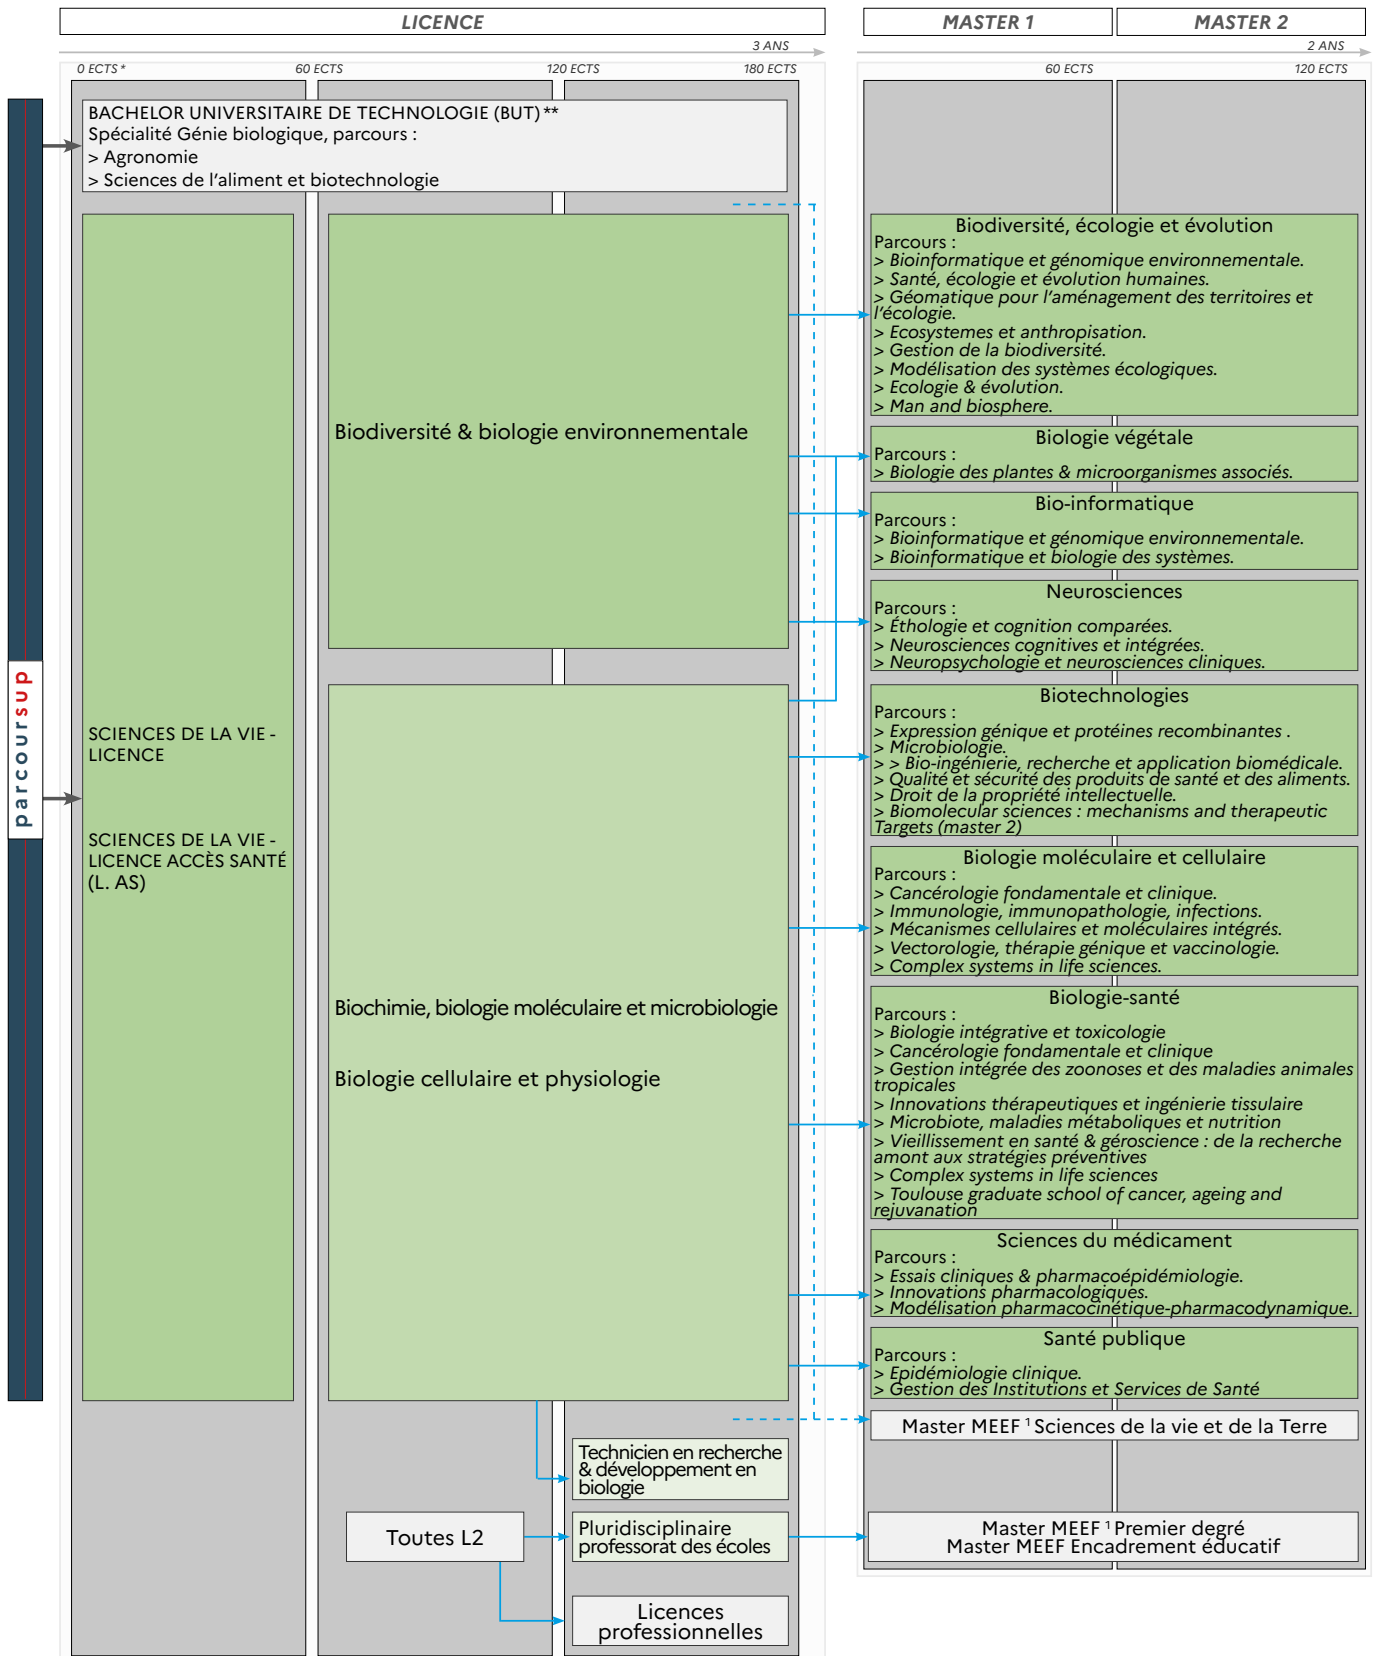 LICENCE
MASTER 1
MASTER 2
3 ANS
2 ANS
0 ECTS *
60 ECTS
120 ECTS
180 ECTS
60 ECTS
120 ECTS
parcoursup
BACHELOR UNIVERSITAIRE DE TECHNOLOGIE (BUT) **
Spécialité Génie biologique, parcours :
> Agronomie
> Sciences de l'aliment et biotechnologie
SCIENCES DE LA VIE -
LICENCE
SCIENCES DE LA VIE -
LICENCE ACCÈS SANTÉ
(L. AS)
Biodiversité & biologie environnementale
Biochimie, biologie moléculaire et microbiologie
Biologie cellulaire et physiologie
Technicien en recherche
& développement en
biologie
Toutes L2
Pluridisciplinaire
professorat des écoles
Licences
professionnelles
Biodiversité, écologie et évolution
Parcours :
> Bioinformatique et génomique environnementale.
> Santé, écologie et évolution humaines.
> Géomatique pour l'aménagement des territoires et
l'écologie.
> Ecosystemes et anthropisation.
> Gestion de la biodiversité.
> Modélisation des systèmes écologiques.
> Ecologie & évolution.
> Man and biosphere.
Biologie végétale
Parcours :
> Biologie des plantes & microorganismes associés.
Bio-informatique
Parcours :
> Bioinformatique et génomique environnementale.
> Bioinformatique et biologie des systèmes.
Neurosciences
Parcours :
> Éthologie et cognition comparées.
> Neurosciences cognitives et intégrées.
> Neuropsychologie et neurosciences cliniques.
Biotechnologies
Parcours :
> Expression génique et protéines recombinantes .
> Microbiologie.
> > Bio-ingénierie, recherche et application biomédicale.
> Qualité et sécurité des produits de santé et des aliments.
> Droit de la propriété intellectuelle.
> Biomolecular sciences : mechanisms and therapeutic
Targets (master 2)
Biologie moléculaire et cellulaire
Parcours :
> Cancérologie fondamentale et clinique.
> Immunologie, immunopathologie, infections.
> Mécanismes cellulaires et moléculaires intégrés.
> Vectorologie, thérapie génique et vaccinologie.
> Complex systems in life sciences.
Biologie-santé
Parcours :
> Biologie intégrative et toxicologie
> Cancérologie fondamentale et clinique
> Gestion intégrée des zoonoses et des maladies animales
tropicales
> Innovations thérapeutiques et ingénierie tissulaire
> Microbiote, maladies métaboliques et nutrition
> Vieillissement en santé & géroscience : de la recherche
amont aux stratégies préventives
> Complex systems in life sciences
> Toulouse graduate school of cancer, ageing and
rejuvanation
Sciences du médicament
Parcours :
> Essais cliniques & pharmacoépidémiologie.
> Innovations pharmacologiques.
> Modélisation pharmacocinétique-pharmacodynamique.
Santé publique
Parcours :
> Epidémiologie clinique.
> Gestion des Institutions et Services de Santé
Master MEEF ¹ Sciences de la vie et de la Terre
Master MEEF ¹ Premier degré
Master MEEF Encadrement éducatif